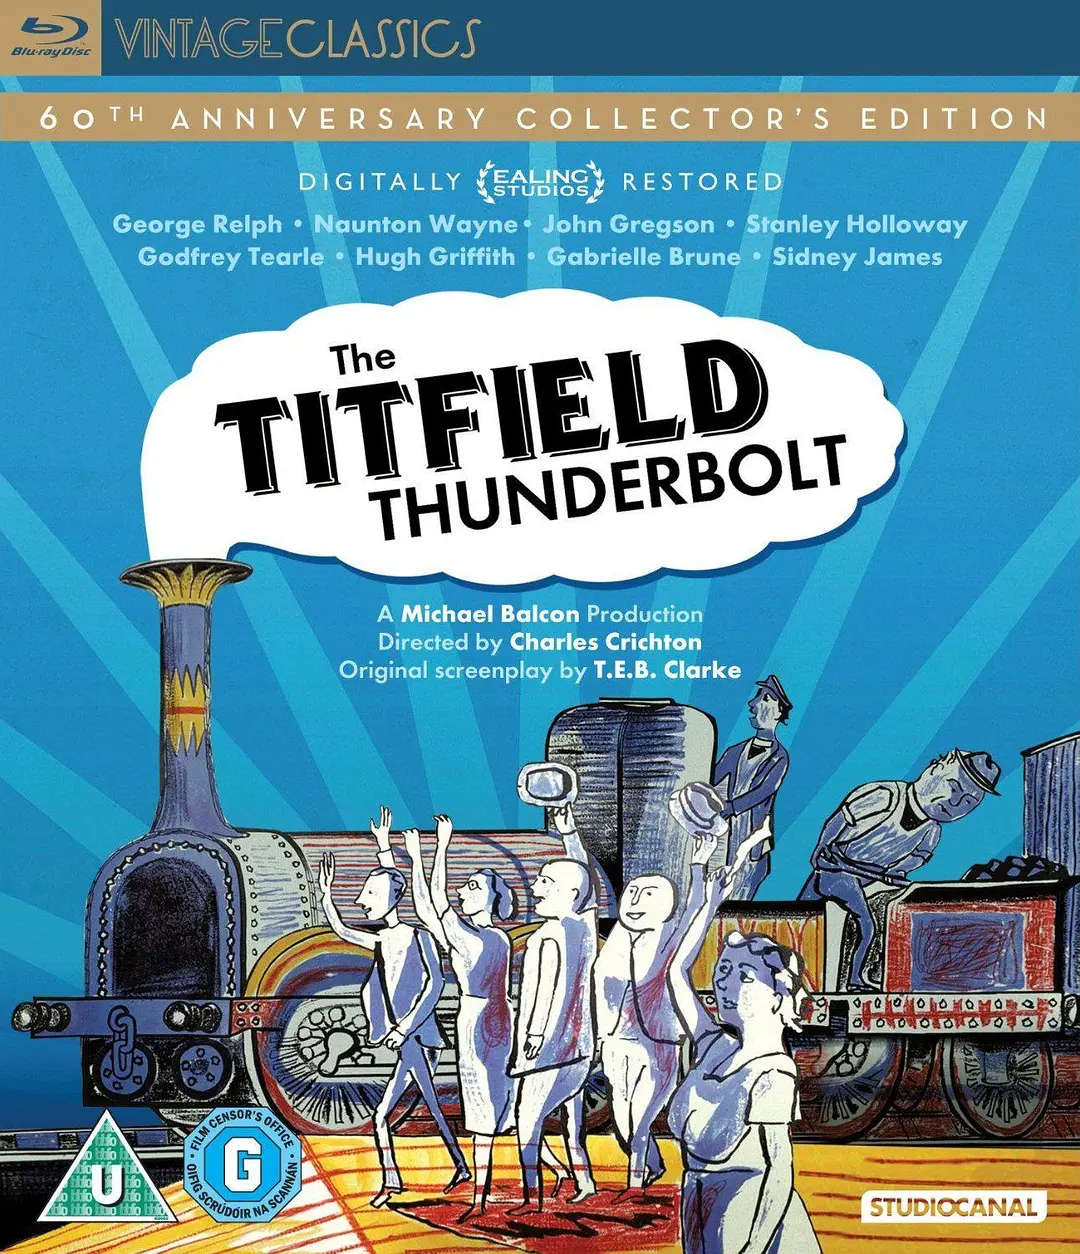 Blu-ray Disc
VINTAGECLASSICS
60TH ANNIVERSARY COLLECTOR'S EDITION
DIGITALLY EALING STUDIOS RESTORED
George Relph • Naunton Wayne • John Gregson • Stanley Holloway
Godfrey Tearle • Hugh Griffith • Gabrielle Brune • Sidney James
The
TITFIELD
THUNDERBOLT
A Michael Balcon Production
Directed by Charles Crichton
Original screenplay by T.E.B. Clarke
U
• FILM CENSOR'S OFFICE •
G
OIFIG SCRÚDÓIR NA SCANNÁN
STUDIOCANAL